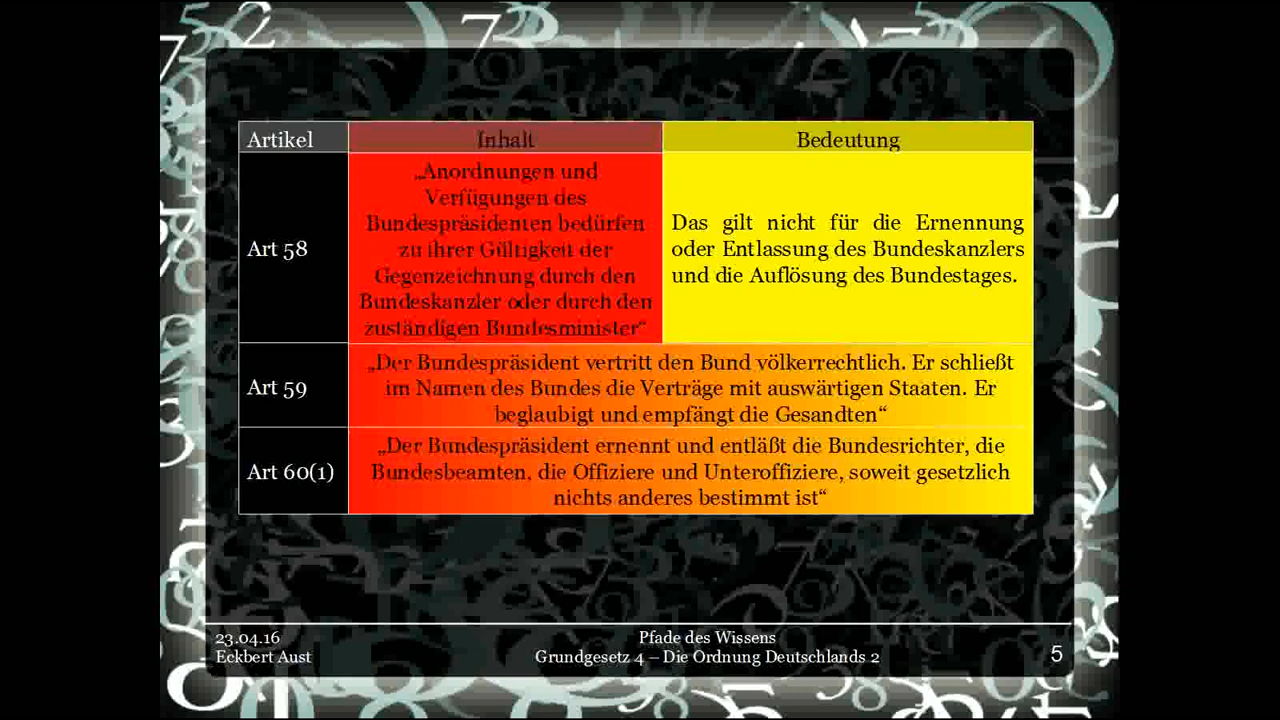 Artikel
Inhalt
Bedeutung
Art 58
„Anordnungen und
Verfügungen des
Bundespräsidenten bedürfen
zu ihrer Gültigkeit der
Gegenzeichnung durch den
Bundeskanzler oder durch den
zuständigen Bundesminister“
Das gilt nicht für die Ernennung
oder Entlassung des Bundeskanzlers
und die Auflösung des Bundestages.
Art 59
„Der Bundespräsident vertritt den Bund völkerrechtlich. Er schließt
im Namen des Bundes die Verträge mit auswärtigen Staaten. Er
beglaubigt und empfängt die Gesandten“
Art 60(1)
„Der Bundespräsident ernennt und entläßt die Bundesrichter, die
Bundesbeamten, die Offiziere und Unteroffiziere, soweit gesetzlich
nichts anderes bestimmt ist“
23.04.16
Eckbert Aust
Pfade des Wissens
Grundgesetz 4 – Die Ordnung Deutschlands 2
5